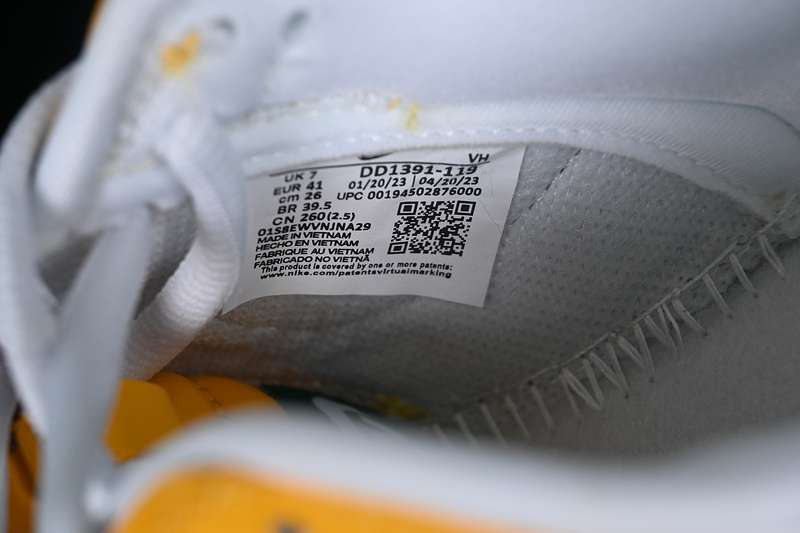 VH
UK 7 DD1391-119
EUR 41 01/20/23 | 04/20/23
cm 26 UPC 00194502876000
BR 39.5
CN 260(2.5)
01S8EWVNJNA29
MADE IN VIETNAM
HECHO EN VIETNAM
FABRIQUE AU VIETNAM
FABRICADO NO VIETNÃ
This product is covered by one or more patents:
www.nike.com/patentsvirtualmarking